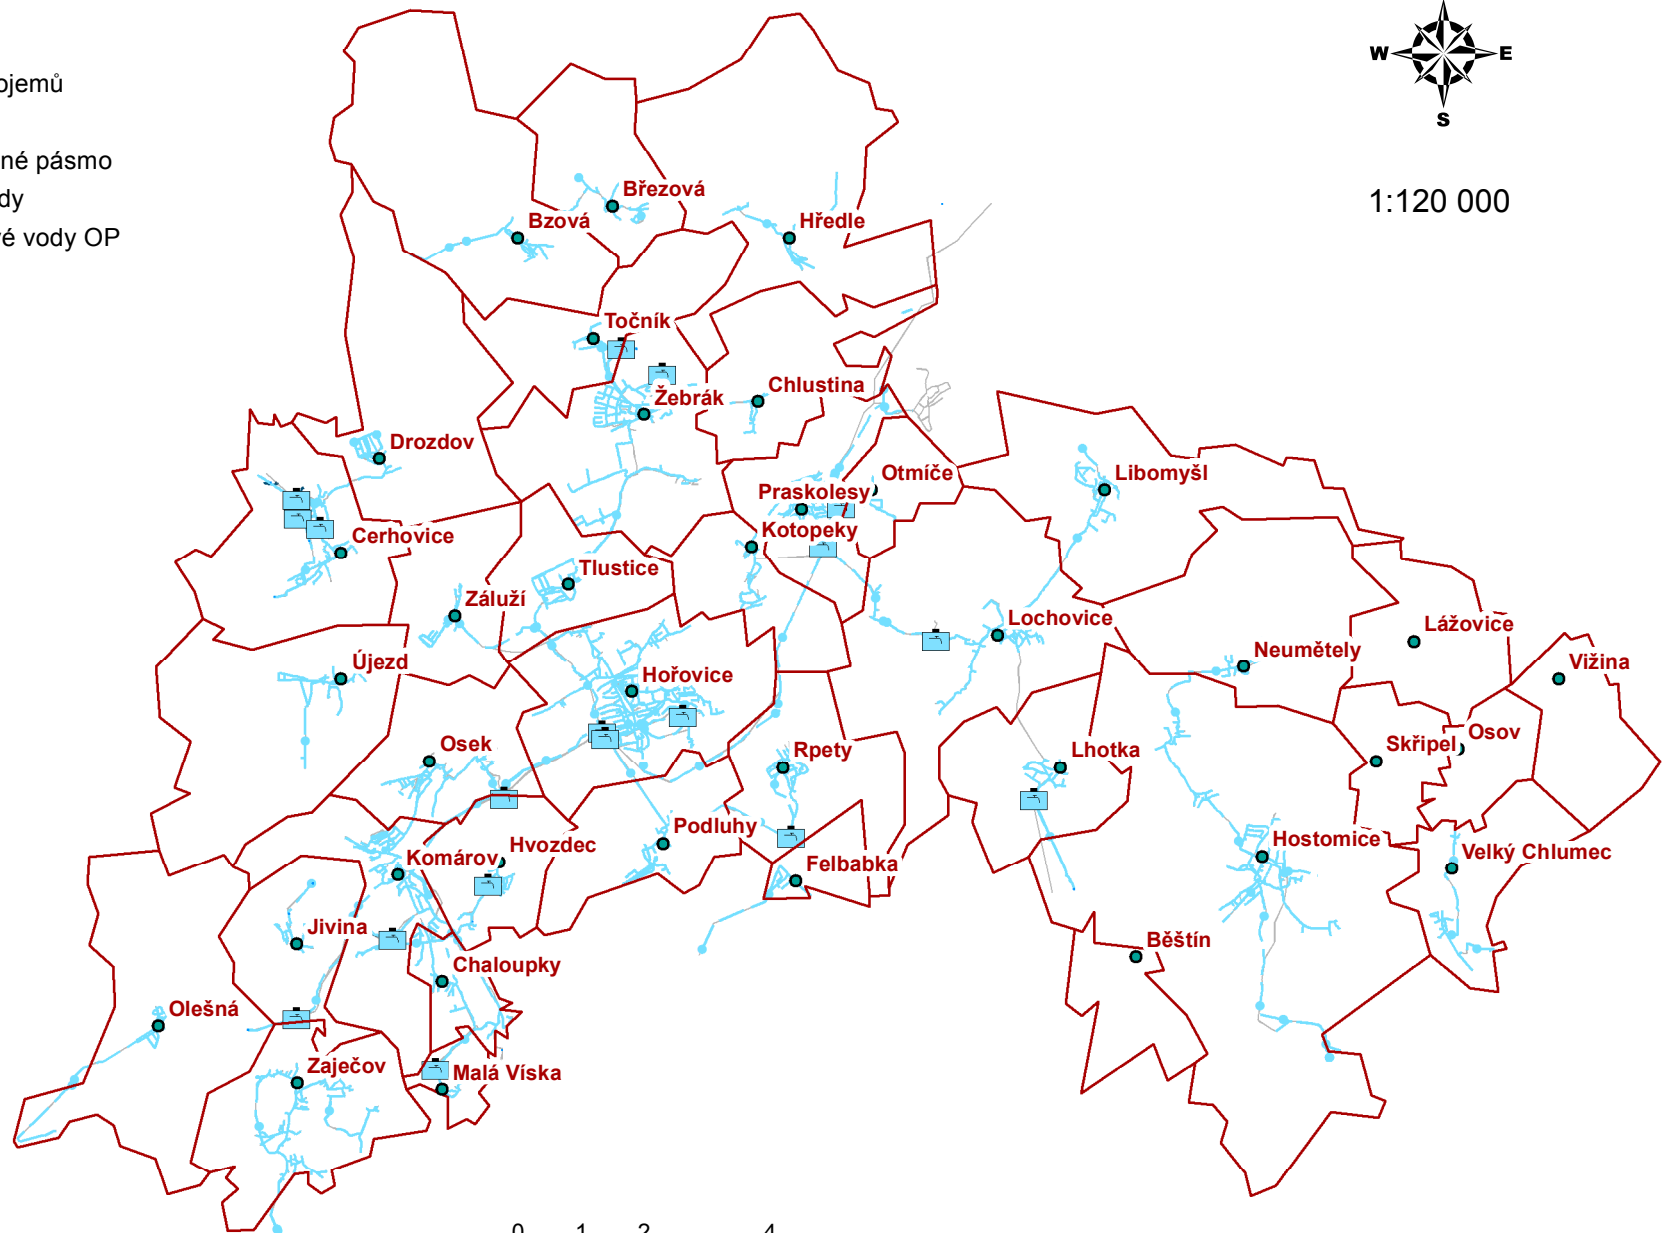 ojemů
né pásmo
dy
vé vody OP
W E
S
1:120 000
Březová
Bzová
Hředle
Točník
Žebrák
Chlustina
Drozdov
Otmíče
Libomyšl
Praskolesy
Kotopeky
Cerhovice
Tlustice
Záluží
Lochovice
Lážovice
Neumětely
Vižina
Újezd
Hořovice
Osek
Rpety
Lhotka
Skřipel
Osov
Podluhy
Hvozdec
Komárov
Felbabka
Hostomice
Velký Chlumec
Jivina
Běštín
Chaloupky
Olešná
Zaječov
Malá Víska
0 1 2 4